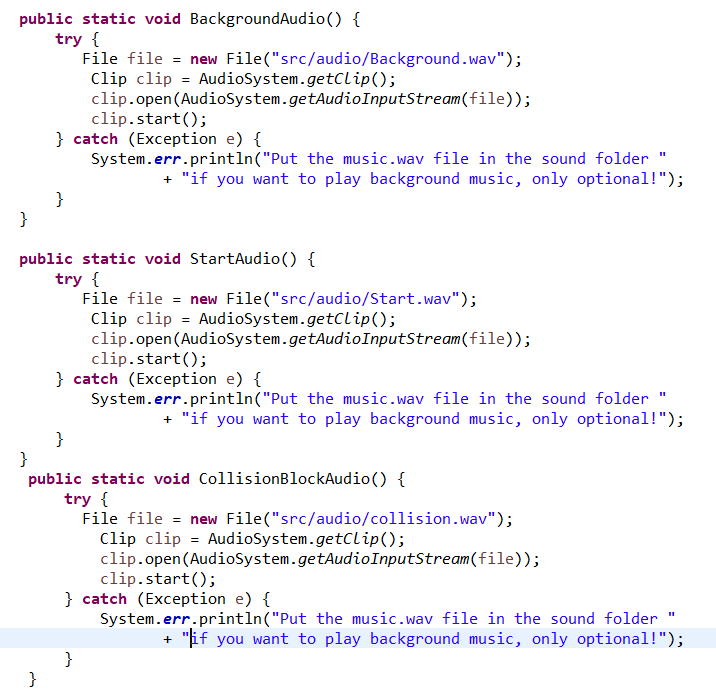 public static void BackgroundAudio() {
    try {
       File file = new File("src/audio/Background.wav");
        Clip clip = AudioSystem.getClip();
        clip.open(AudioSystem.getAudioInputStream(file));
        clip.start();
    } catch (Exception e) {
        System.err.println("Put the music.wav file in the sound folder "
                + "if you want to play background music, only optional!");
    }
}

public static void StartAudio() {
    try {
       File file = new File("src/audio/Start.wav");
        Clip clip = AudioSystem.getClip();
        clip.open(AudioSystem.getAudioInputStream(file));
        clip.start();
    } catch (Exception e) {
        System.err.println("Put the music.wav file in the sound folder "
                + "if you want to play background music, only optional!");
    }
}
 public static void CollisionBlockAudio() {
     try {
       File file = new File("src/audio/collision.wav");
         Clip clip = AudioSystem.getClip();
         clip.open(AudioSystem.getAudioInputStream(file));
         clip.start();
     } catch (Exception e) {
         System.err.println("Put the music.wav file in the sound folder "
                + "if you want to play background music, only optional!");
     }
 }